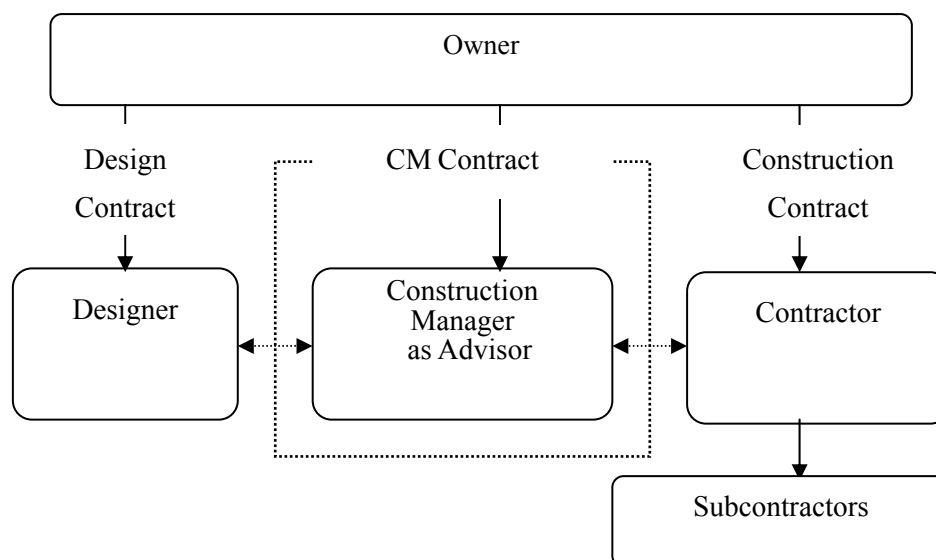 Owner
Design
Contract
CM Contract
Construction
Contract
Designer
Construction
Manager
as Advisor
Contractor
Subcontractors